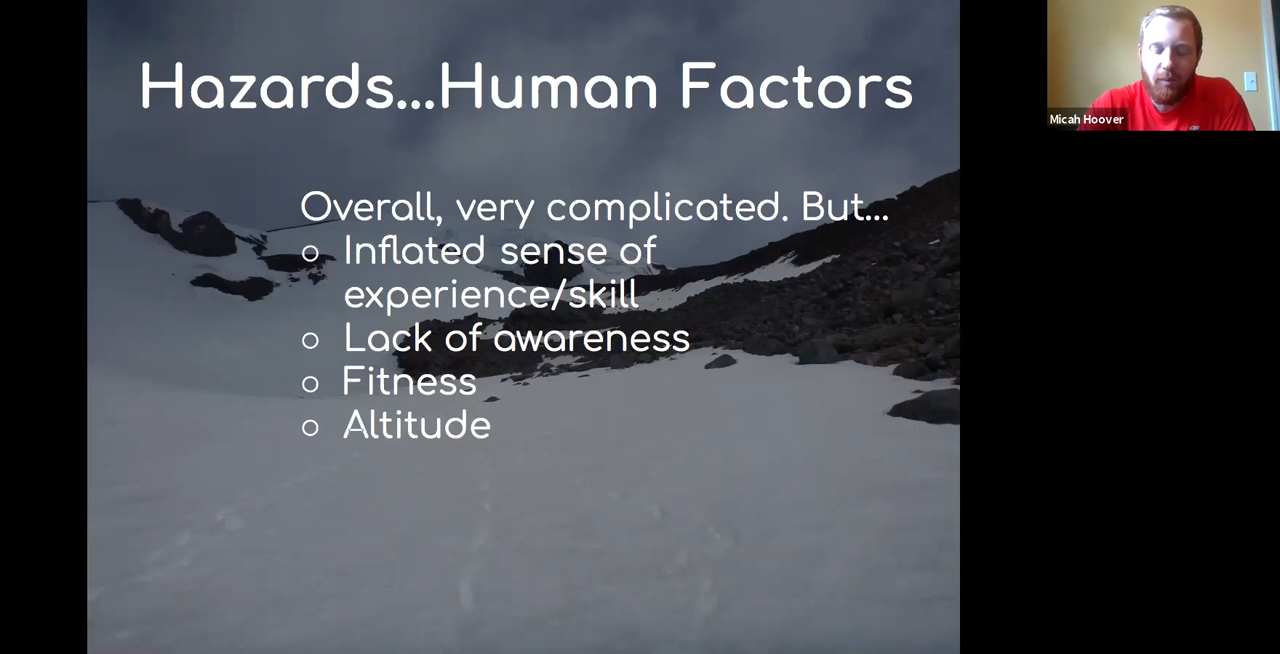 Hazards...Human Factors
Overall, very complicated. But...
○ Inflated sense of
experience/skill
○ Lack of awareness
○ Fitness
○ Altitude
Micah Hoover